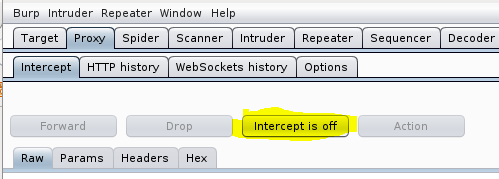 Burp Intruder Repeater Window Help
Target Proxy Spider Scanner Intruder Repeater Sequencer Decoder
Intercept HTTP history WebSockets history Options
Forward Drop Intercept is off Action
Raw Params Headers Hex